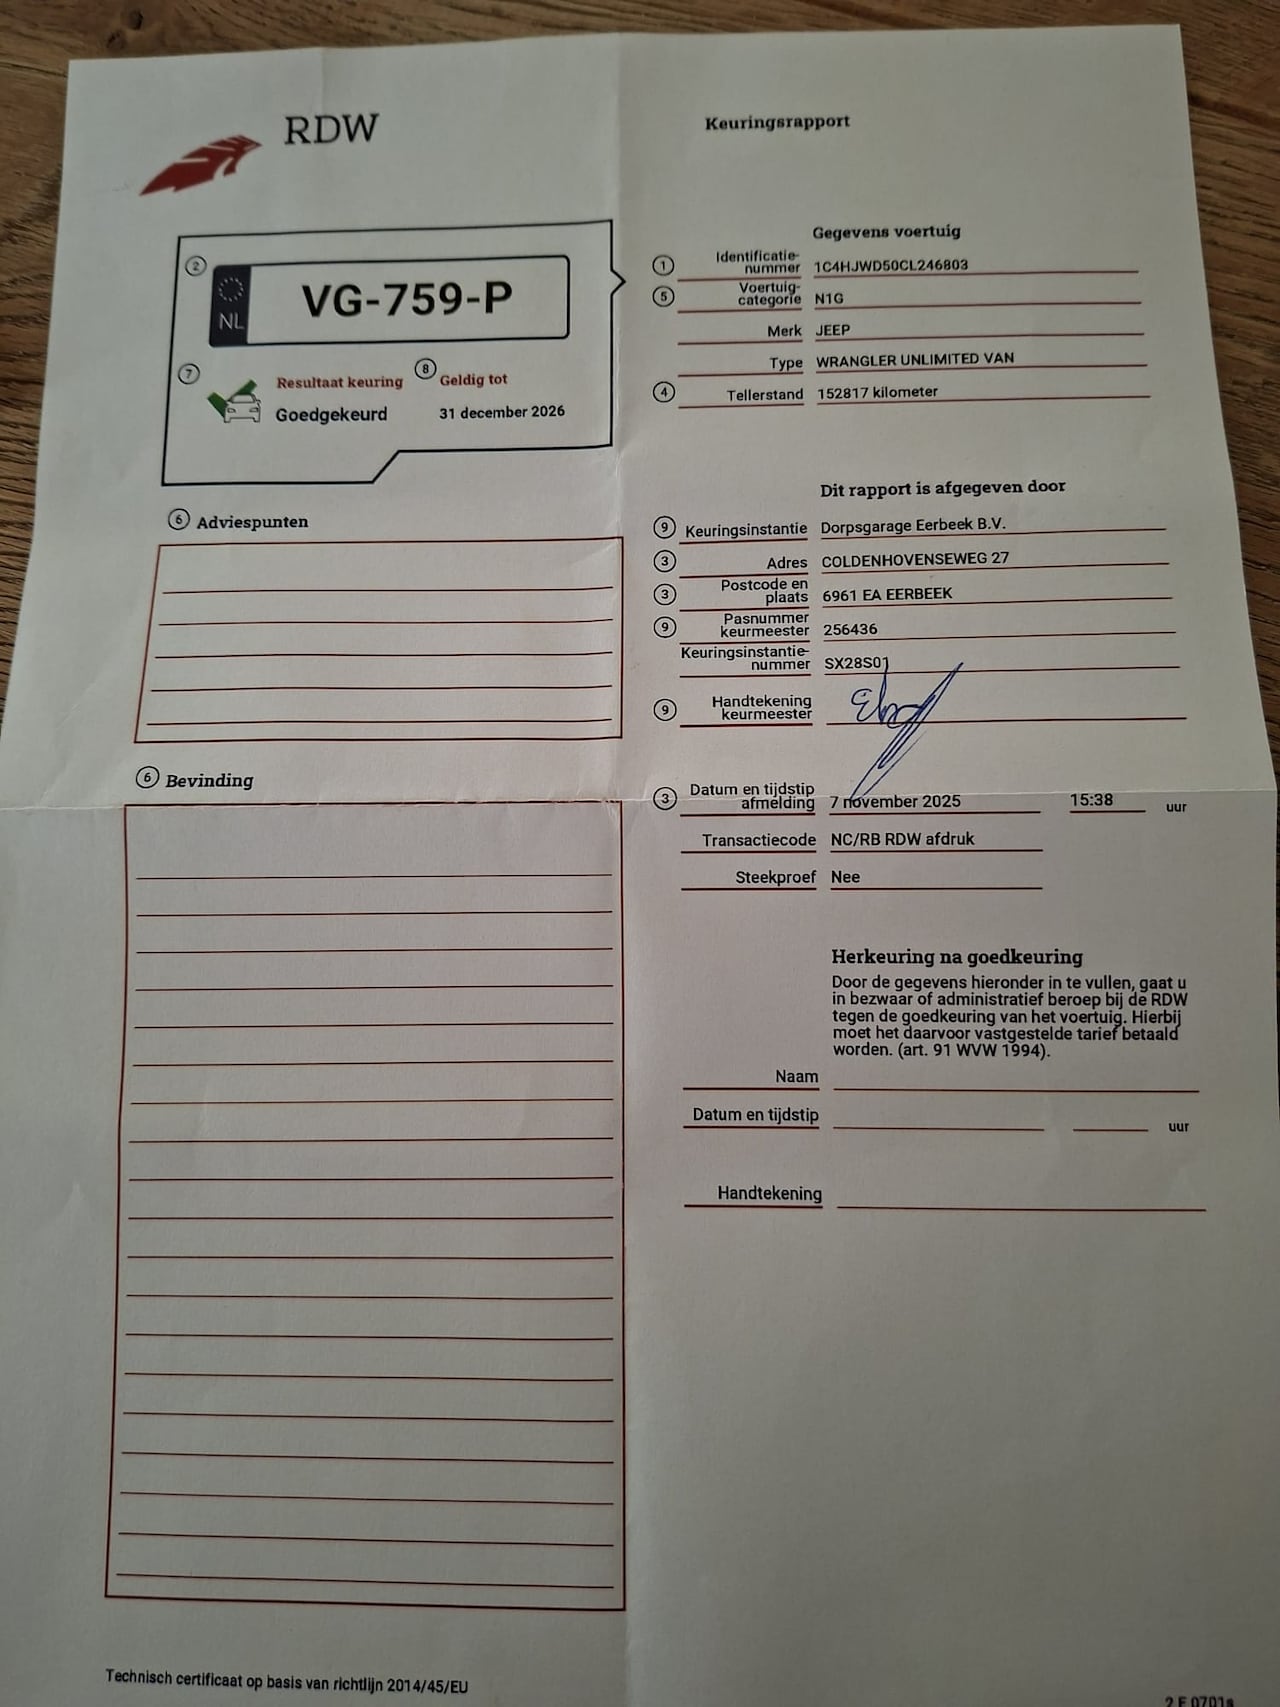 RDW
Keuringsrapport
2
NL
VG-759-P
7
Resultaat keuring
Goedgekeurd
8
Geldig tot
31 december 2026
Gegevens voertuig
1 Identificatie-
nummer 1C4HJWD50CL246803
5 Voertuig-
categorie N1G
Merk JEEP
Type WRANGLER UNLIMITED VAN
4 Tellerstand 152817 kilometer
6 Adviespunten
Dit rapport is afgegeven door
9 Keuringsinstantie Dorpsgarage Eerbeek B.V.
3 Adres COLDENHOVENSEWEG 27
3 Postcode en
plaats 6961 EA EERBEEK
9 Pasnummer
keurmeester 256436
Keuringsinstantie-
nummer SX28S01
9 Handtekening
keurmeester
6 Bevinding
3 Datum en tijdstip
afmelding 7 november 2025 15:38 uur
Transactiecode NC/RB RDW afdruk
Steekproef Nee
Herkeuring na goedkeuring
Door de gegevens hieronder in te vullen, gaat u
in bezwaar of administratief beroep bij de RDW
tegen de goedkeuring van het voertuig. Hierbij
moet het daarvoor vastgestelde tarief betaald
worden. (art. 91 WVW 1994).
Naam
Datum en tijdstip uur
Handtekening
Technisch certificaat op basis van richtlijn 2014/45/EU
2 E 0701a